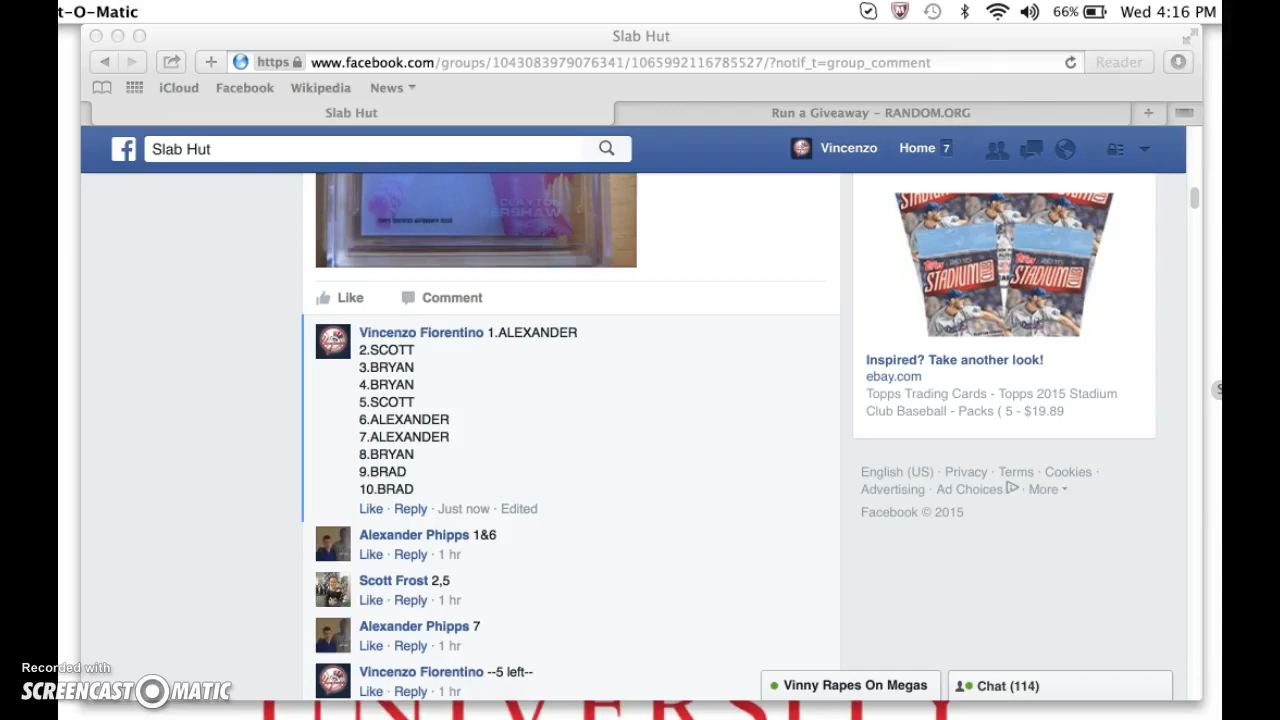 t-O-Matic
66%
Wed 4:16 PM
Slab Hut
https
www.facebook.com/groups/1043083979076341/1065992116785527/?notif_t=group_comment
Reader
iCloud
Facebook
Wikipedia
News
Slab Hut
Run a Giveaway – RANDOM.ORG
Slab Hut
Vincenzo
Home 7
CLAYTON
KERSHAW
TOPPS CERTIFIED AUTOGRAPH ISSUE
Like
Comment
Vincenzo Fiorentino 1.ALEXANDER
2.SCOTT
3.BRYAN
4.BRYAN
5.SCOTT
6.ALEXANDER
7.ALEXANDER
8.BRYAN
9.BRAD
10.BRAD
Like · Reply · Just now · Edited
Alexander Phipps 1&6
Like · Reply · 1 hr
Scott Frost 2,5
Like · Reply · 1 hr
Alexander Phipps 7
Like · Reply · 1 hr
Vincenzo Fiorentino --5 left--
Like · Reply · 1 hr
STADIUM
STADIUM
Inspired? Take another look!
ebay.com
Topps Trading Cards - Topps 2015 Stadium
Club Baseball - Packs ( 5 - $19.89
English (US) · Privacy · Terms · Cookies ·
Advertising · Ad Choices · More
Facebook © 2015
Vinny Rapes On Megas
Chat (114)
Recorded with
SCREENCAST O MATIC
UNIVERSITY